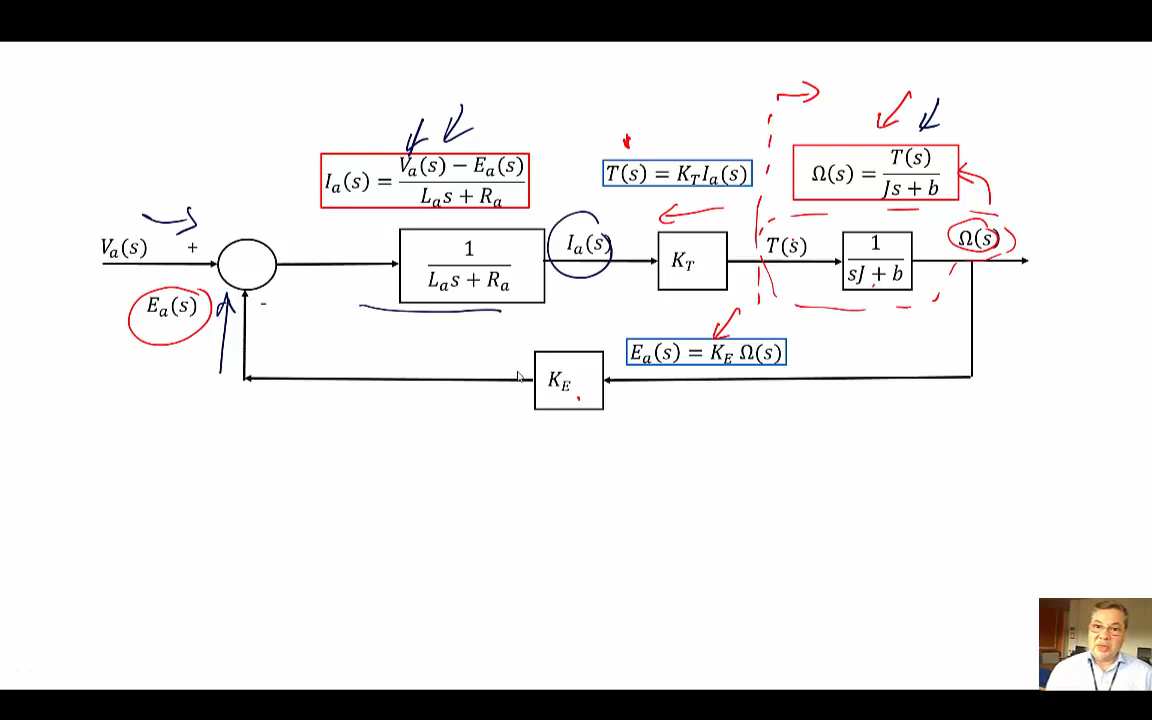 I_a(s) = (V_a(s) − E_a(s)) / (L_a s + R_a)
T(s) = K_T I_a(s)
Ω(s) = T(s) / (Js + b)
V_a(s)
+
1 / (L_a s + R_a)
I_a(s)
K_T
T(s)
1 / (sJ + b)
Ω(s)
E_a(s)
-
E_a(s) = K_E Ω(s)
K_E